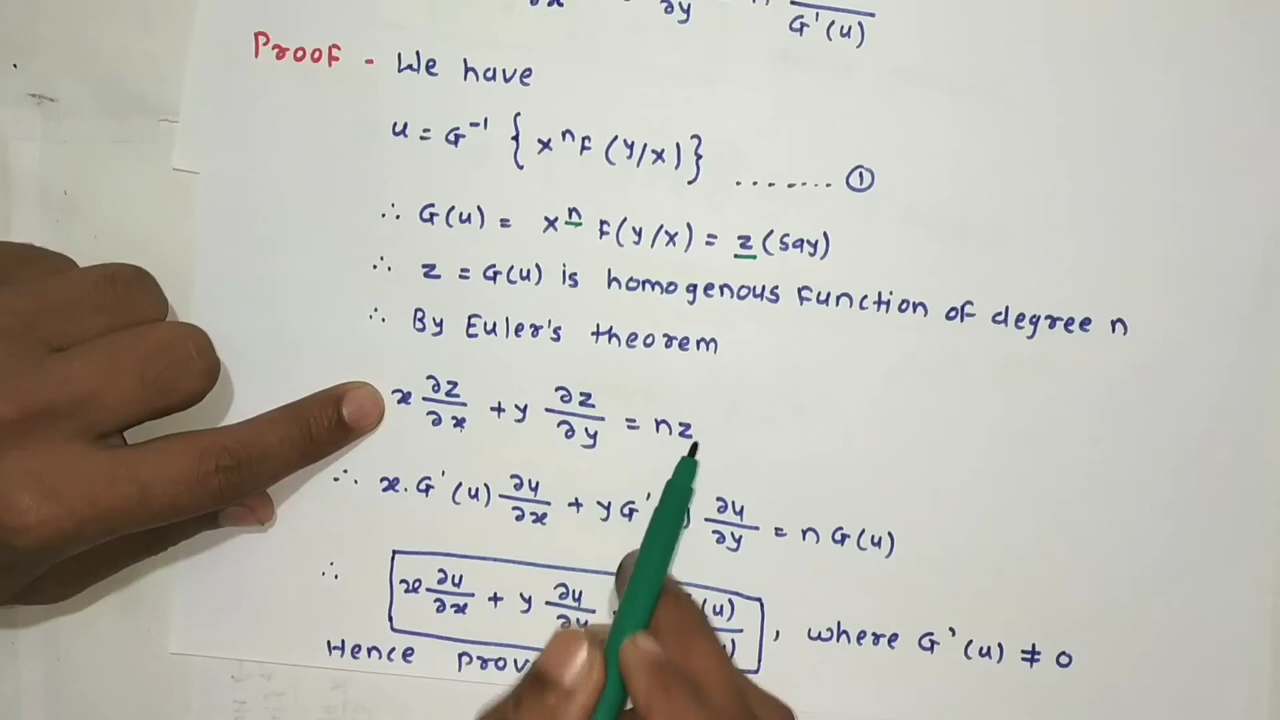 ∂x ∂y n G'(u)
Proof - We have
u = G⁻¹ { xⁿ F (y/x) } ........ ①
∴ G(u) = xⁿ F(y/x) = z (say)
∴ z = G(u) is homogenous function of degree n
∴ By Euler's theorem
x ∂z/∂x + y ∂z/∂y = nz
∴ x.G'(u) ∂u/∂x + y G' ∂u/∂y = n G(u)
∴ x ∂u/∂x + y ∂u/∂y (u) , where G'(u) ≠ 0
Hence